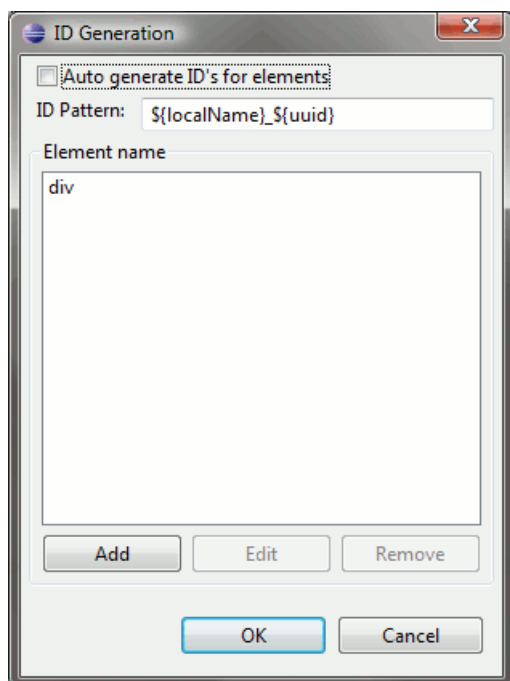 ID Generation
Auto generate ID's for elements
ID Pattern: ${localName}_${uuid}
Element name
div
Add Edit Remove
OK Cancel